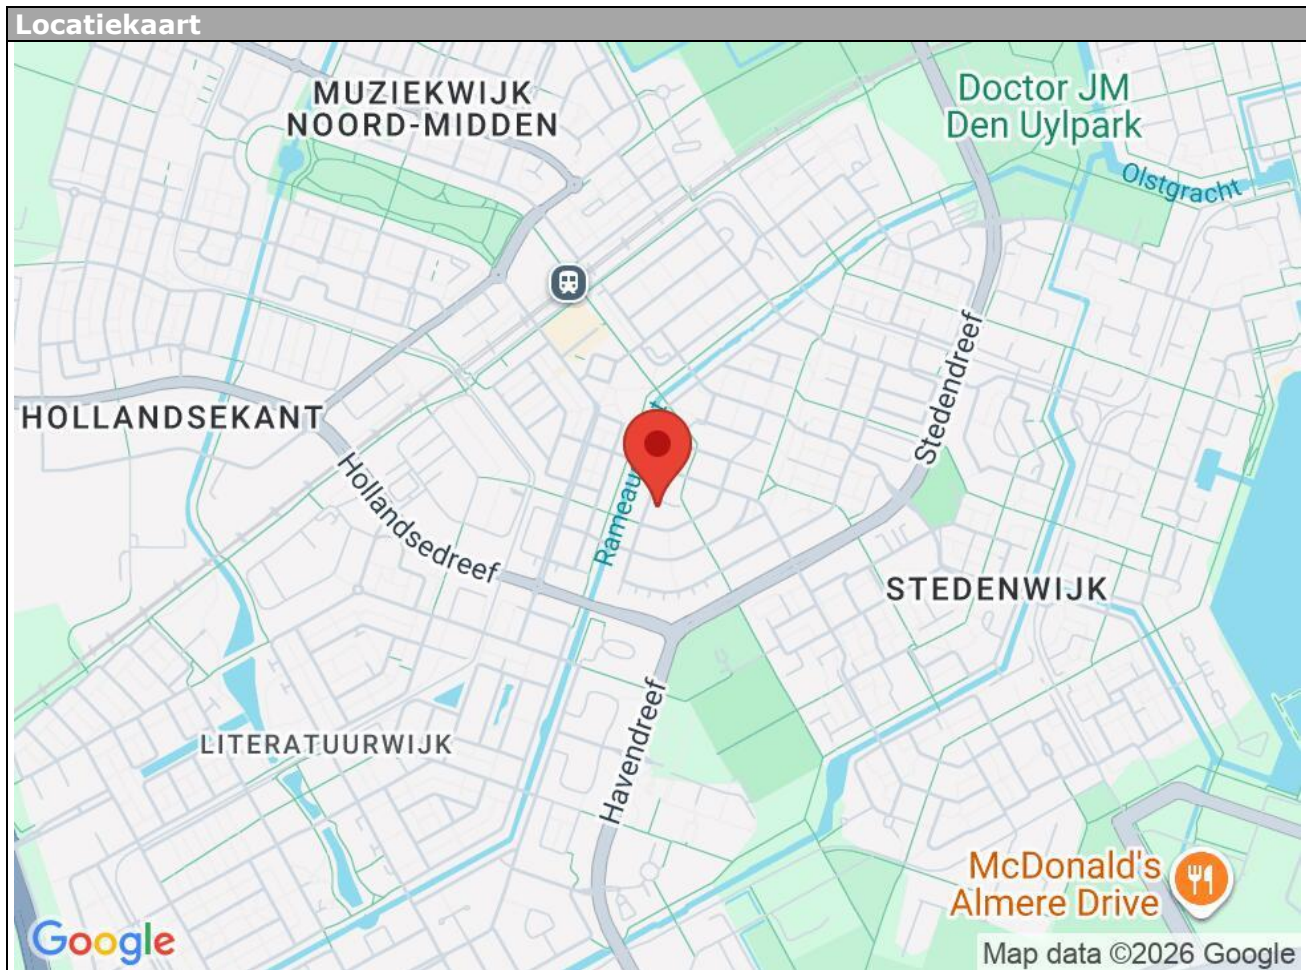 Locatiekaart
MUZIEKWIJK
NOORD-MIDDEN
Doctor JM
Den Uylpark
Olstgracht
HOLLANDSEKANT
Stedendreef
Hollandsedreef
STEDENWIJK
LITERATUURWIJK
Havendreef
McDonald's
Almere Drive
Google
Map data ©2026 Google